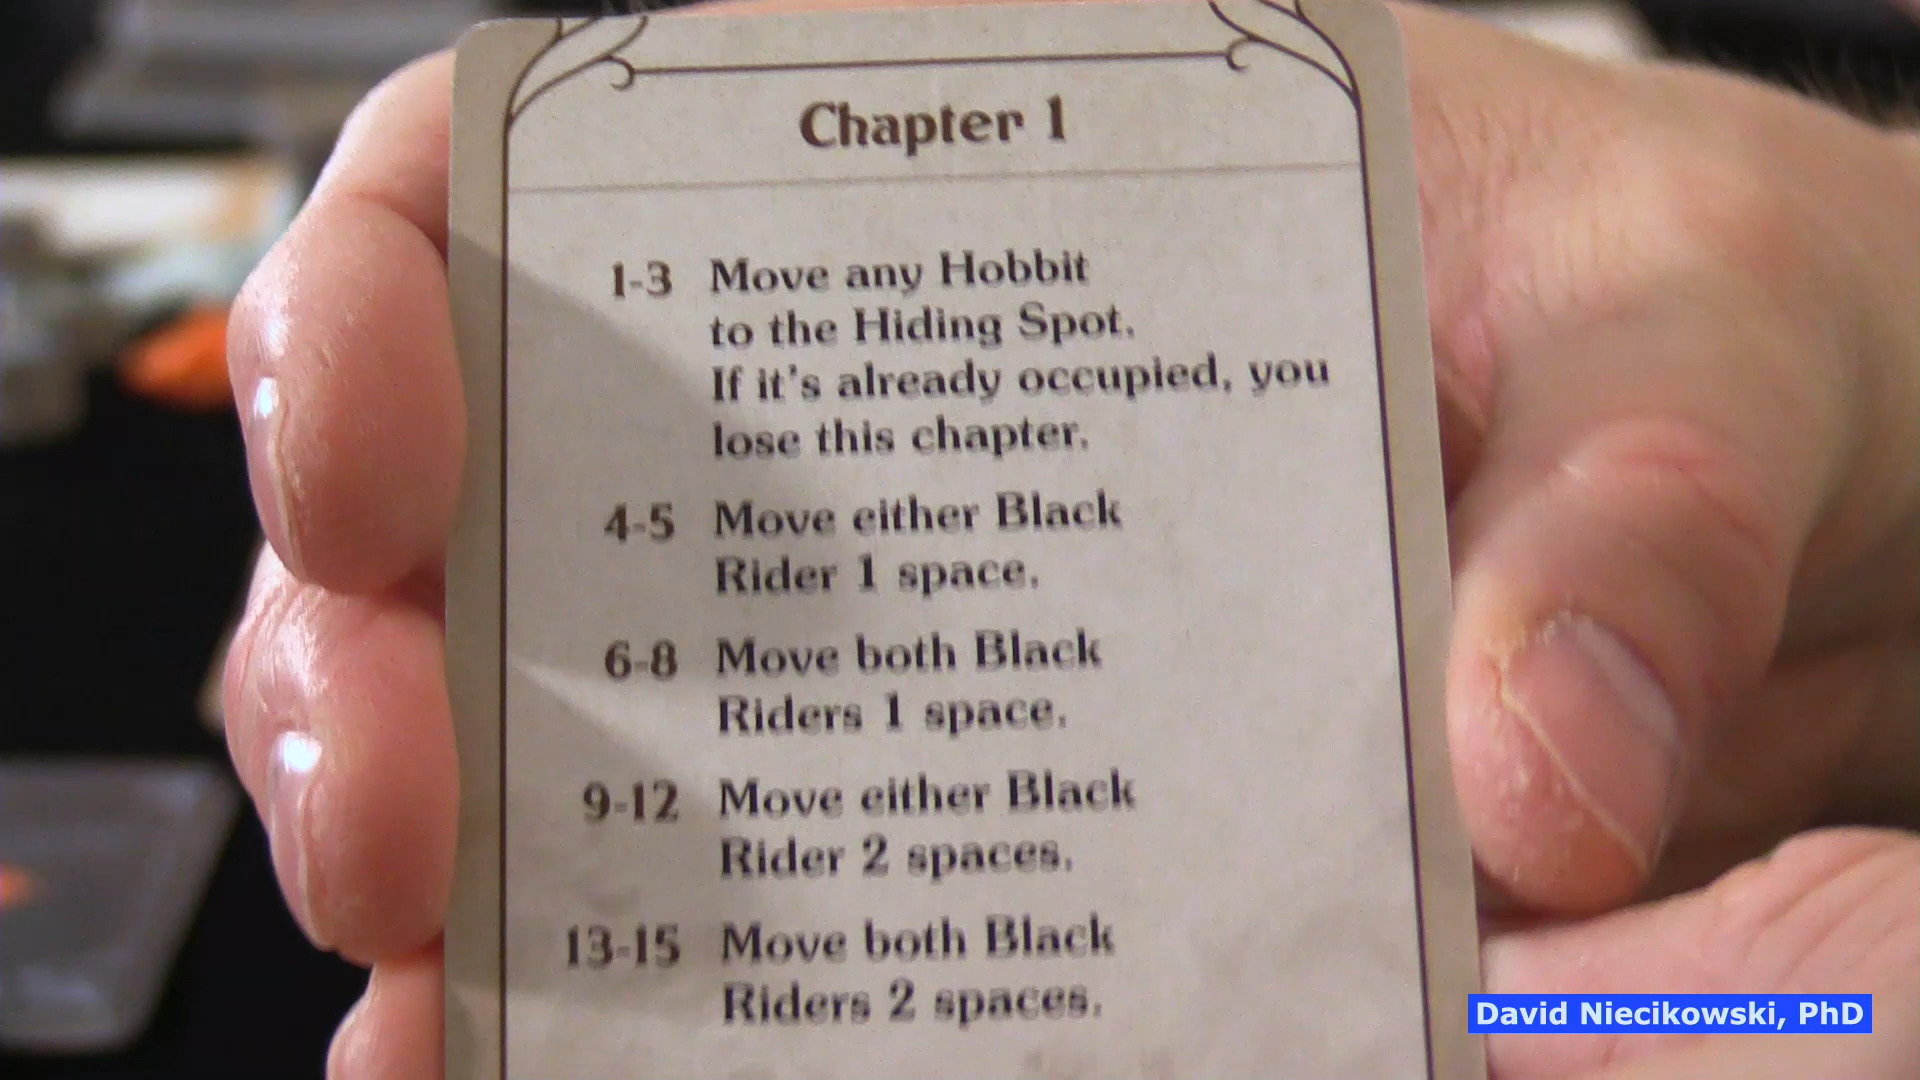 Chapter 1
1-3 Move any Hobbit
to the Hiding Spot.
If it's already occupied, you
lose this chapter.
4-5 Move either Black
Rider 1 space.
6-8 Move both Black
Riders 1 space.
9-12 Move either Black
Rider 2 spaces.
13-15 Move both Black
Riders 2 spaces.
David Niecikowski, PhD